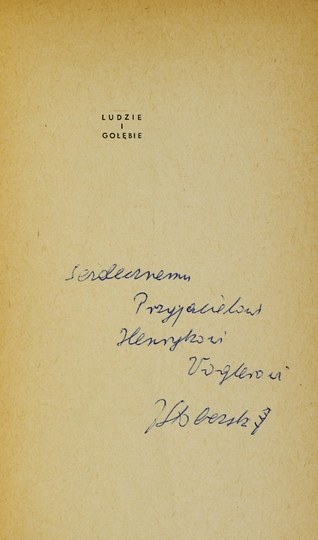 LUDZIE
I
GOŁĘBIE
Serdecznemu
Przyjacielowi
Henrykowi
Voglerowi